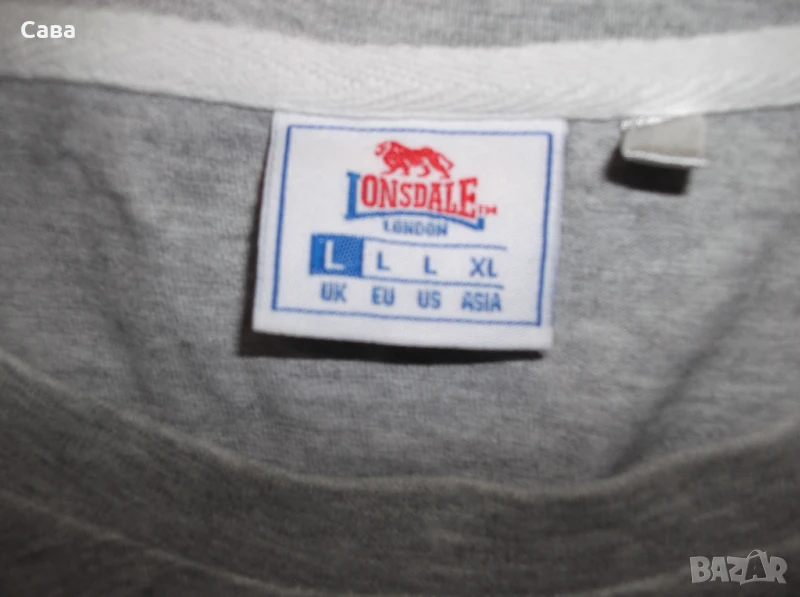 Сава
LONSDALE™
LONDON
L L L XL
UK EU US ASIA
BAZAR